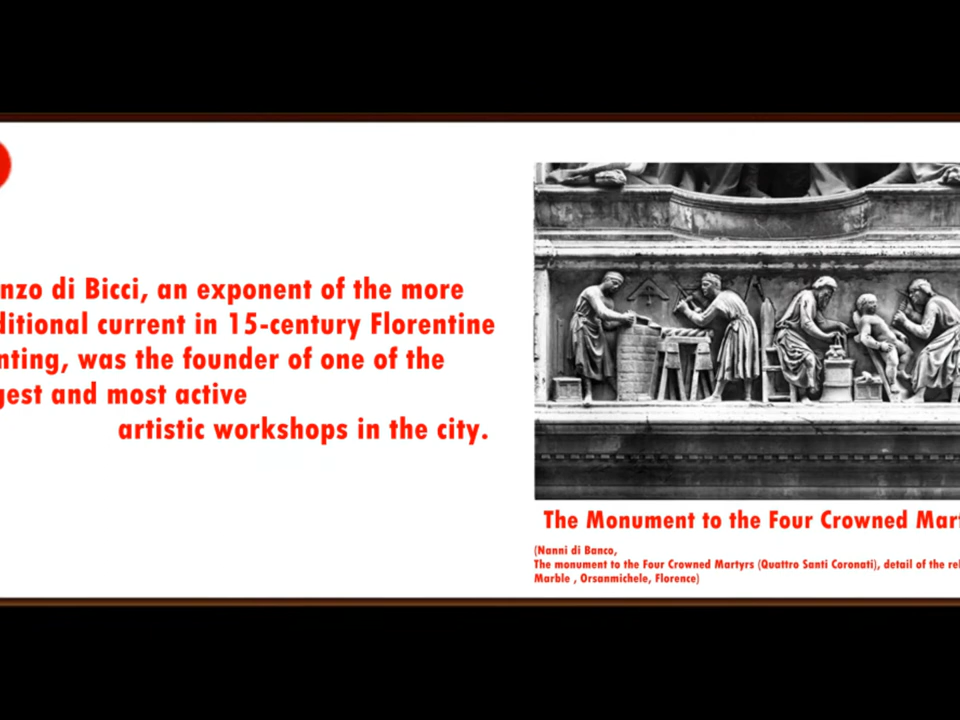 nzo di Bicci, an exponent of the more
ditional current in 15-century Florentine
nting, was the founder of one of the
gest and most active
artistic workshops in the city.
The Monument to the Four Crowned Mart
(Nanni di Banco,
The monument to the Four Crowned Martyrs (Quattro Santi Coronati), detail of the rel
Marble , Orsanmichele, Florence)